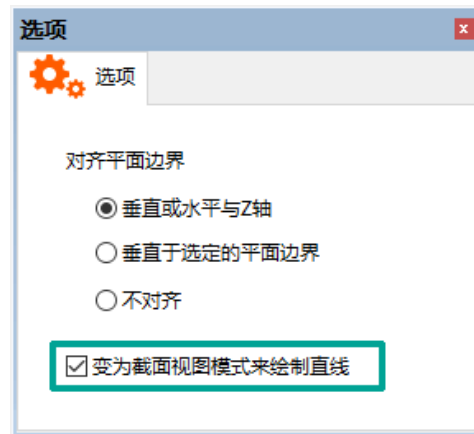 选项
选项
对齐平面边界
垂直或水平与Z轴
垂直于选定的平面边界
不对齐
变为截面视图模式来绘制直线